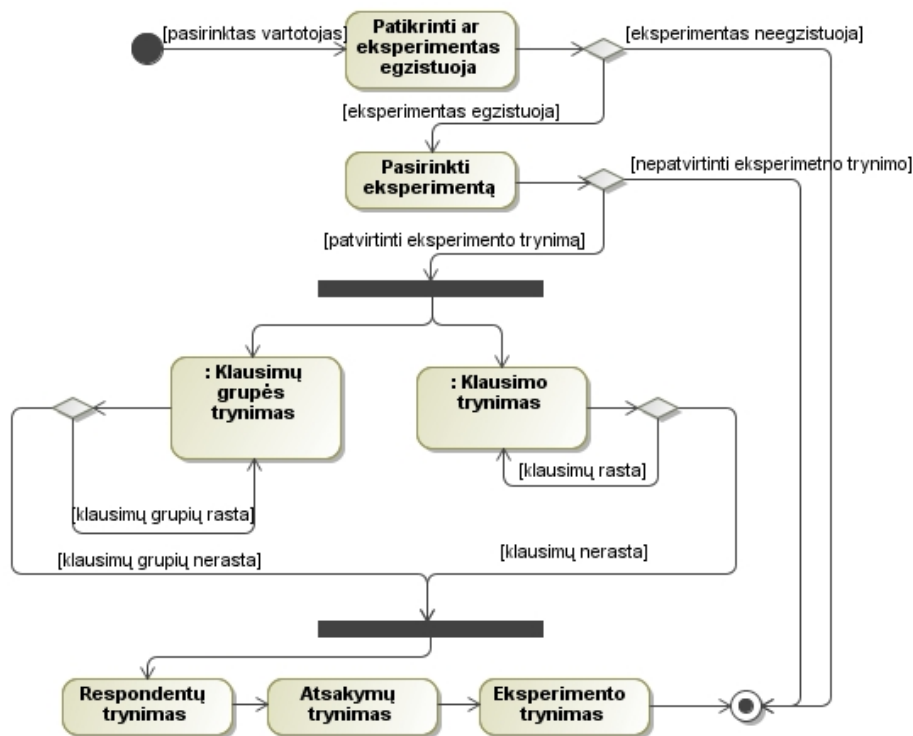 [pasirinktas vartotojas]
Patikrinti ar
eksperimentas
egzistuoja
[eksperimentas neegzistuoja]
[eksperimentas egzistuoja]
Pasirinkti
eksperimentą
[nepatvirtinti eksperimetno trynimo]
[patvirtinti eksperimento trynimą]
: Klausimų
grupės
trynimas
: Klausimo
trynimas
[klausimų rasta]
[klausimų grupių rasta]
[klausimų grupių nerasta]
[klausimų nerasta]
Respondentų
trynimas
Atsakymų
trynimas
Eksperimento
trynimas